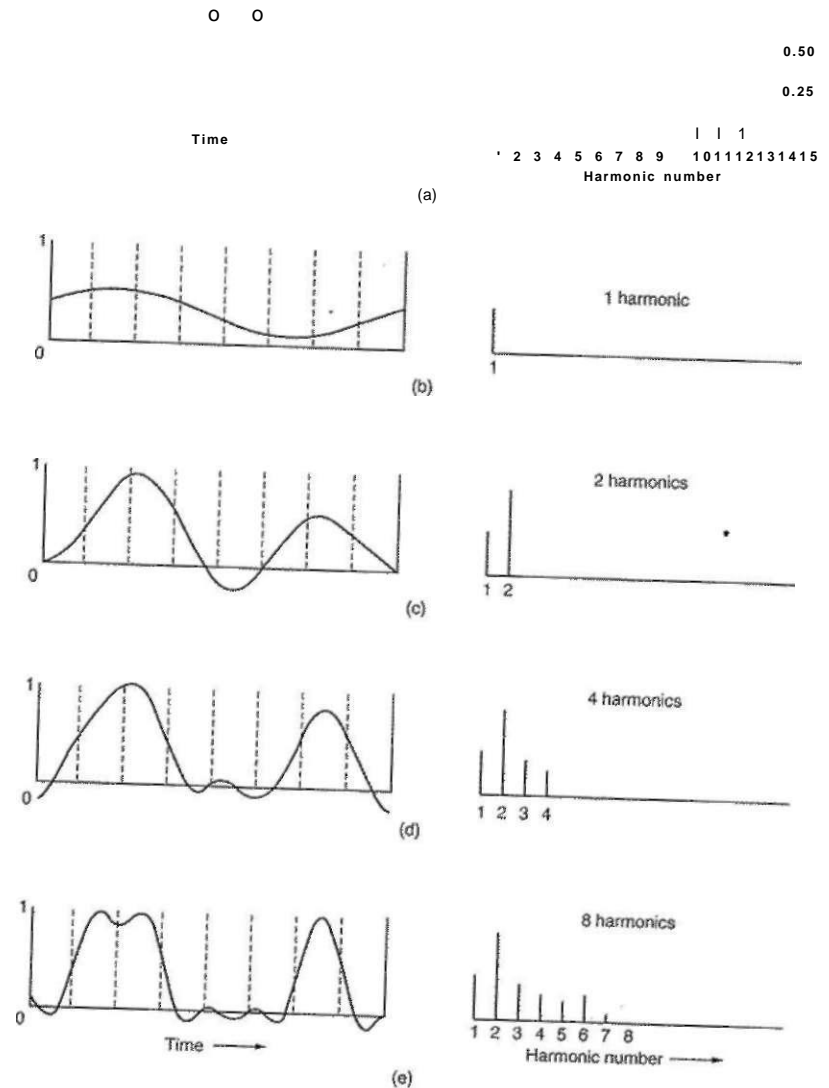 O O
0.50
0.25
I I 1
Time
' 2 3 4 5 6 7 8 9 101112131415
Harmonic number
(a)
1
0
1 harmonic
1
(b)
1
0
2 harmonics
1 2
(c)
1
0
4 harmonics
1 2 3 4
(d)
1
0
8 harmonics
1 2 3 4 5 6 7 8
Time
Harmonic number
(e)